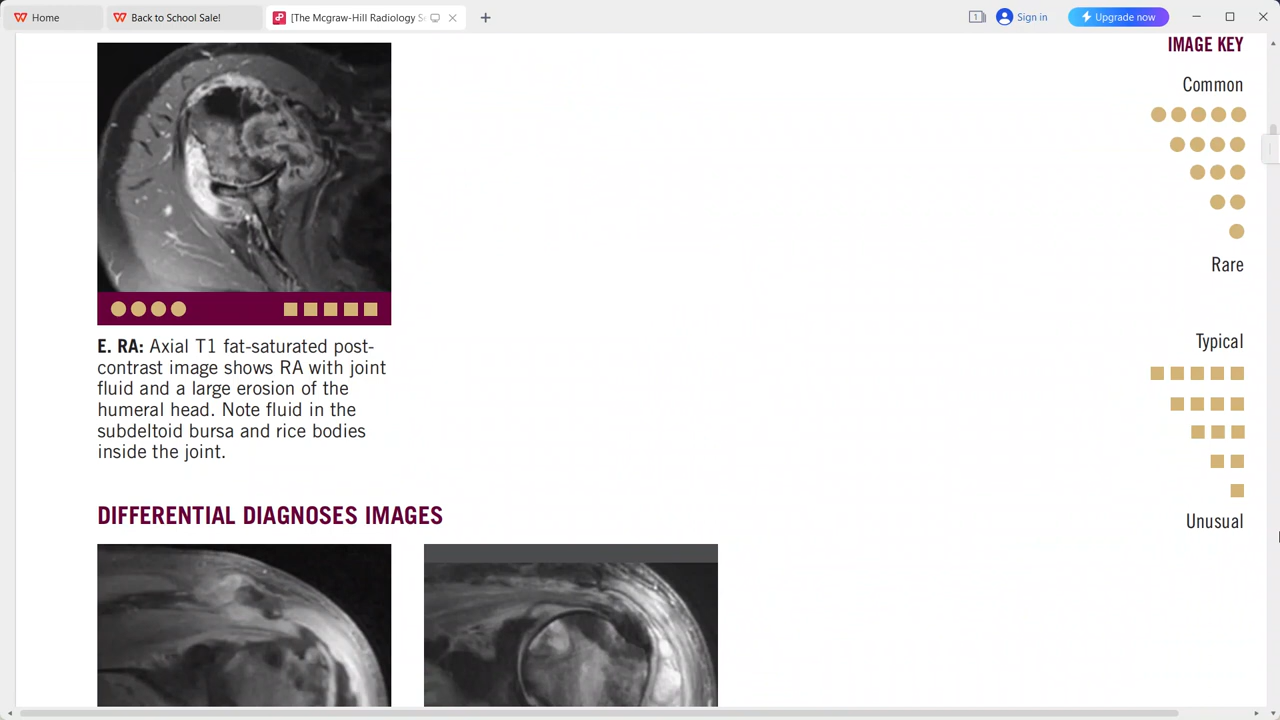 Home
Back to School Sale!
[The Mcgraw-Hill Radiology
Sign in
Upgrade now
IMAGE KEY
Common
Rare
Typical
Unusual
E. RA: Axial T1 fat-saturated post-
contrast image shows RA with joint
fluid and a large erosion of the
humeral head. Note fluid in the
subdeltoid bursa and rice bodies
inside the joint.
DIFFERENTIAL DIAGNOSES IMAGES